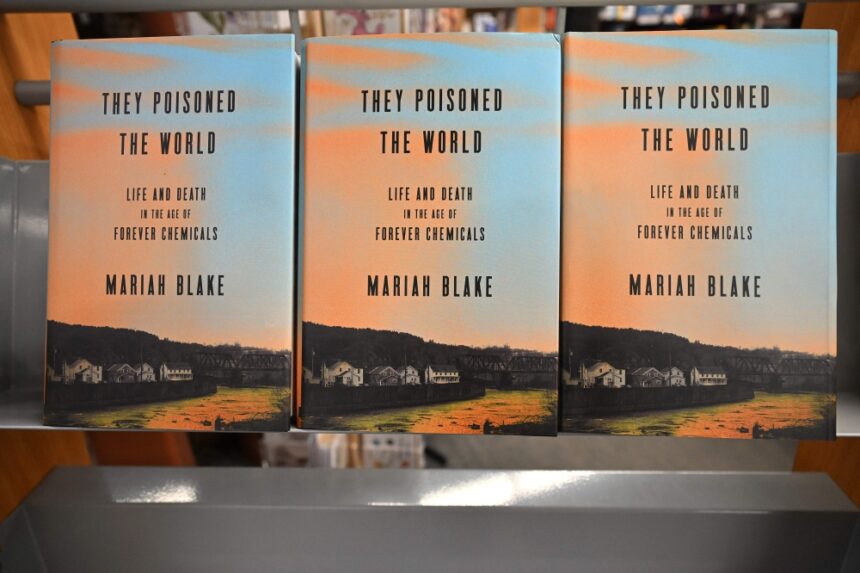 THEY POISONED
THE WORLD
LIFE AND DEATH
IN THE AGE OF
FOREVER CHEMICALS
MARIAH BLAKE
THEY POISONED
THE WORLD
LIFE AND DEATH
IN THE AGE OF
FOREVER CHEMICALS
MARIAH BLAKE
THEY POISONED
THE WORLD
LIFE AND DEATH
IN THE AGE OF
FOREVER CHEMICALS
MARIAH BLAKE